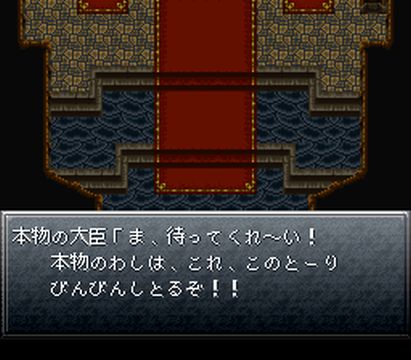 本物の大臣「ま、待ってくれ〜い！
本物のわしは、これ、このとーり
びんびんしとるぞ！！